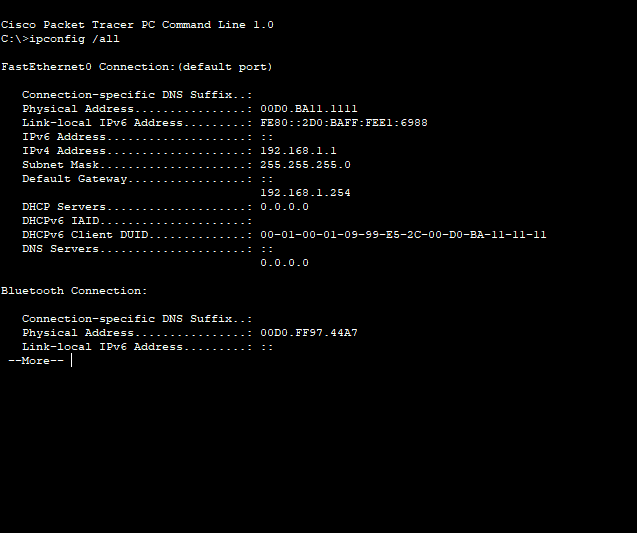 Cisco Packet Tracer PC Command Line 1.0
C:\>ipconfig /all
FastEthernet0 Connection:(default port)
Connection-specific DNS Suffix..:
Physical Address................: 00D0.BA11.1111
Link-local IPv6 Address.........: FE80::2D0:BAFF:FEE1:6988
IPv6 Address....................: ::
IPv4 Address....................: 192.168.1.1
Subnet Mask.....................: 255.255.255.0
Default Gateway.................: ::
192.168.1.254
DHCP Servers....................: 0.0.0.0
DHCPv6 IAID.....................:
DHCPv6 Client DUID..............: 00-01-00-01-09-99-E5-2C-00-D0-BA-11-11-11
DNS Servers.....................: ::
0.0.0.0
Bluetooth Connection:
Connection-specific DNS Suffix..:
Physical Address................: 00D0.FF97.44A7
Link-local IPv6 Address.........: ::
--More--